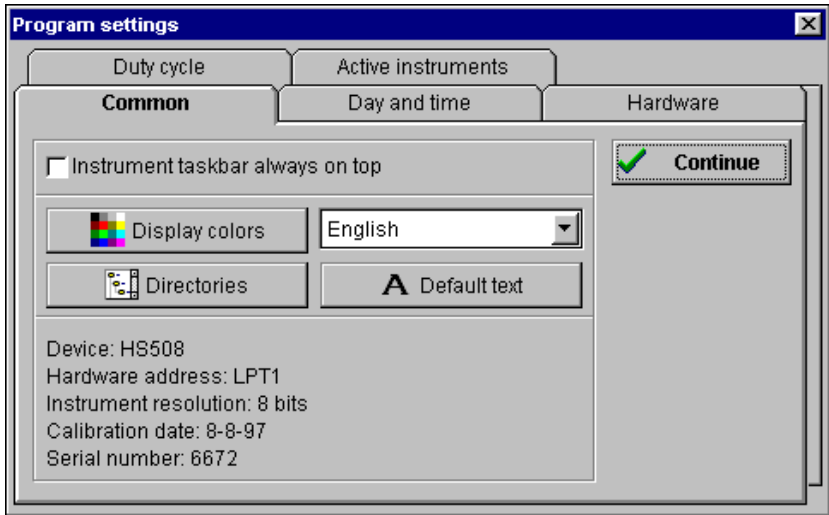 Program settings
Duty cycle
Active instruments
Common
Day and time
Hardware
Instrument taskbar always on top
Continue
Display colors
English
Directories
A Default text
Device: HS508
Hardware address: LPT1
Instrument resolution: 8 bits
Calibration date: 8-8-97
Serial number: 6672